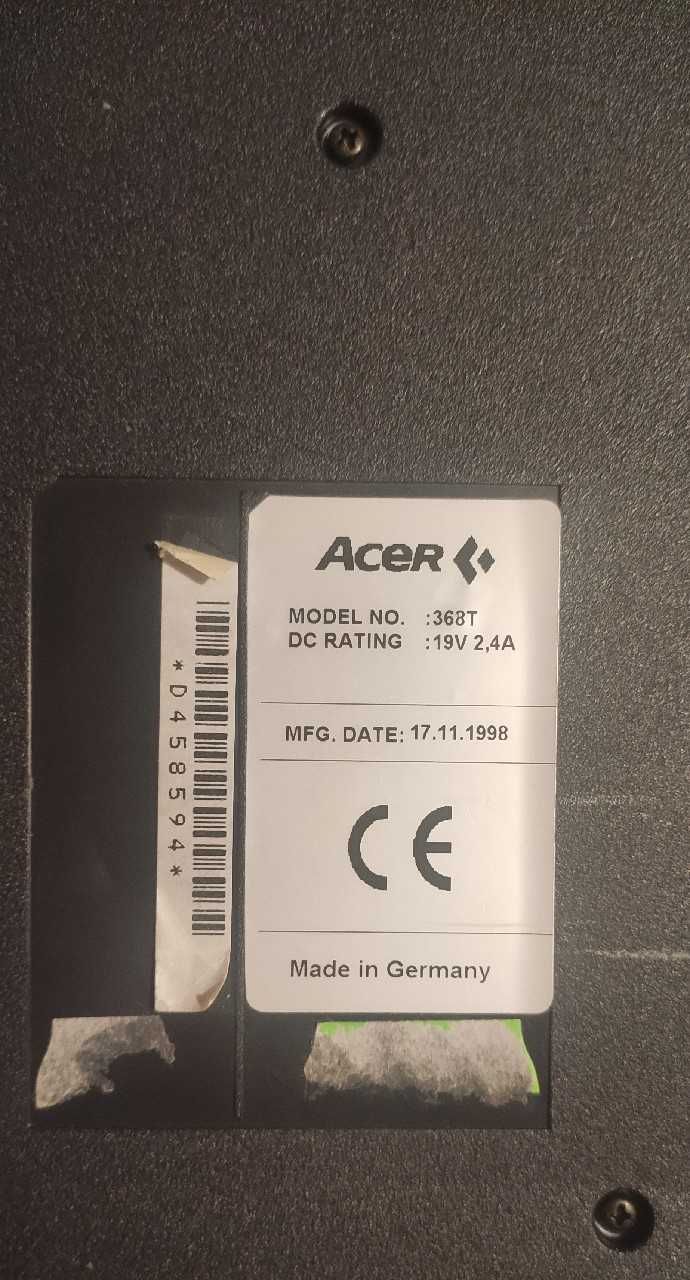 AceR
MODEL NO. :368T
DC RATING :19V 2,4A
MFG. DATE: 17.11.1998
CE
Made in Germany
*D458594*